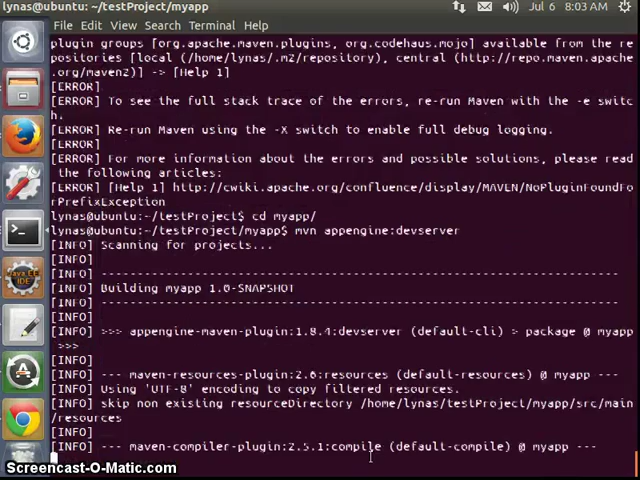 lynas@ubuntu: ~/testProject/myapp
Jul 6 8:03 AM
File Edit View Search Terminal Help
plugin groups [org.apache.maven.plugins, org.codehaus.mojo] available from the re
positories [local (/home/lynas/.m2/repository), central (http://repo.maven.apache
.org/maven2)] -> [Help 1]
[ERROR]
[ERROR] To see the full stack trace of the errors, re-run Maven with the -e switc
h.
[ERROR] Re-run Maven using the -X switch to enable full debug logging.
[ERROR]
[ERROR] For more information about the errors and possible solutions, please read
 the following articles:
[ERROR] [Help 1] http://cwiki.apache.org/confluence/display/MAVEN/NoPluginFoundFo
rPrefixException
lynas@ubuntu:~/testProject$ cd myapp/
lynas@ubuntu:~/testProject/myapp$ mvn appengine:devserver
[INFO] Scanning for projects...
[INFO]
[INFO] ------------------------------------------------------------------------
[INFO] Building myapp 1.0-SNAPSHOT
[INFO] ------------------------------------------------------------------------
[INFO]
[INFO] >>> appengine-maven-plugin:1.8.4:devserver (default-cli) > package @ myapp
 >>>
[INFO]
[INFO] --- maven-resources-plugin:2.6:resources (default-resources) @ myapp ---
[INFO] Using 'UTF-8' encoding to copy filtered resources.
[INFO] skip non existing resourceDirectory /home/lynas/testProject/myapp/src/main
/resources
[INFO]
[INFO] --- maven-compiler-plugin:2.5.1:compile (default-compile) @ myapp ---
Java EE
IDE
Screencast-O-Matic.com